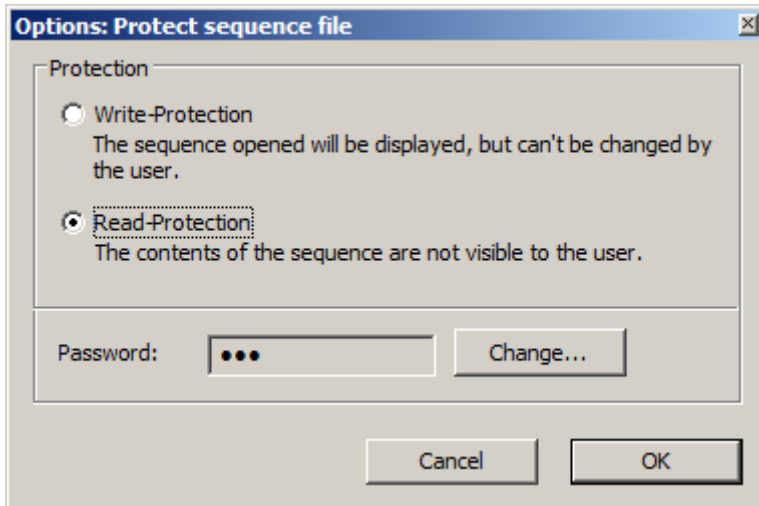 Options: Protect sequence file
Protection
Write-Protection
The sequence opened will be displayed, but can't be changed by
the user.
Read-Protection
The contents of the sequence are not visible to the user.
Password: ●●● Change...
Cancel OK